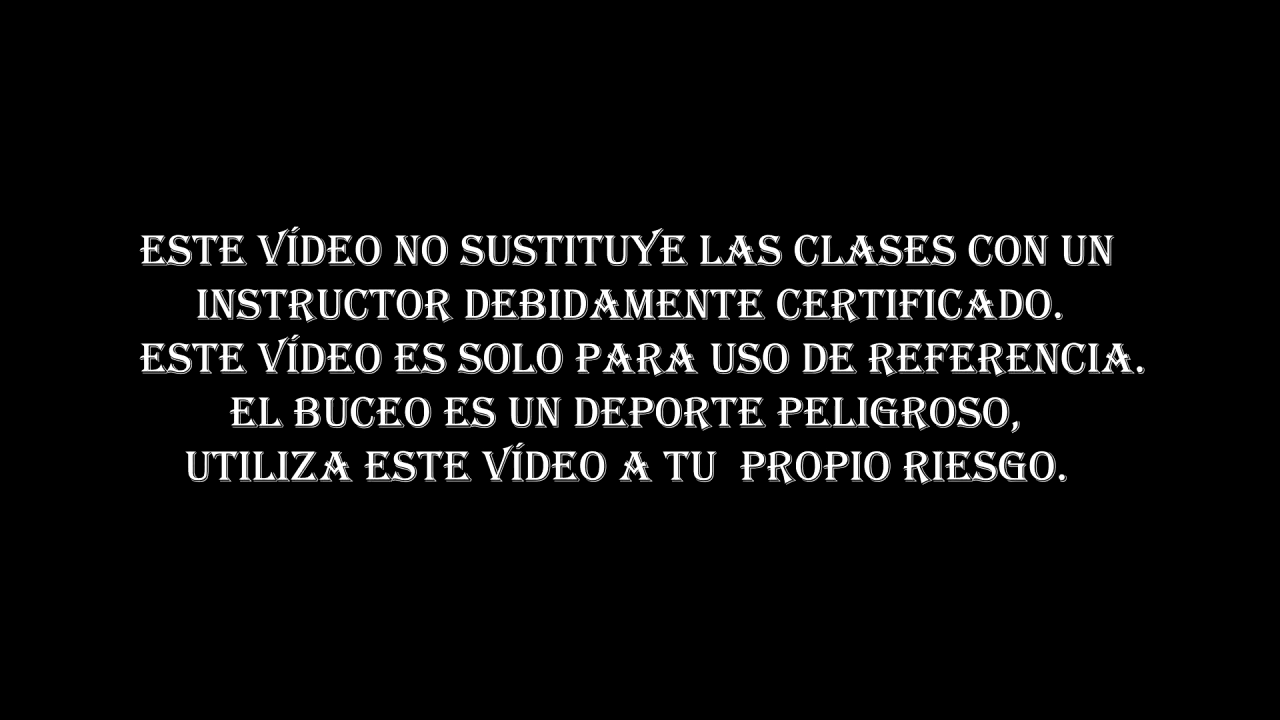 ESTE VÍDEO NO SUSTITUYE LAS CLASES CON UN
INSTRUCTOR DEBIDAMENTE CERTIFICADO.
ESTE VÍDEO ES SOLO PARA USO DE REFERENCIA.
EL BUCEO ES UN DEPORTE PELIGROSO,
UTILIZA ESTE VÍDEO A TU  PROPIO RIESGO.